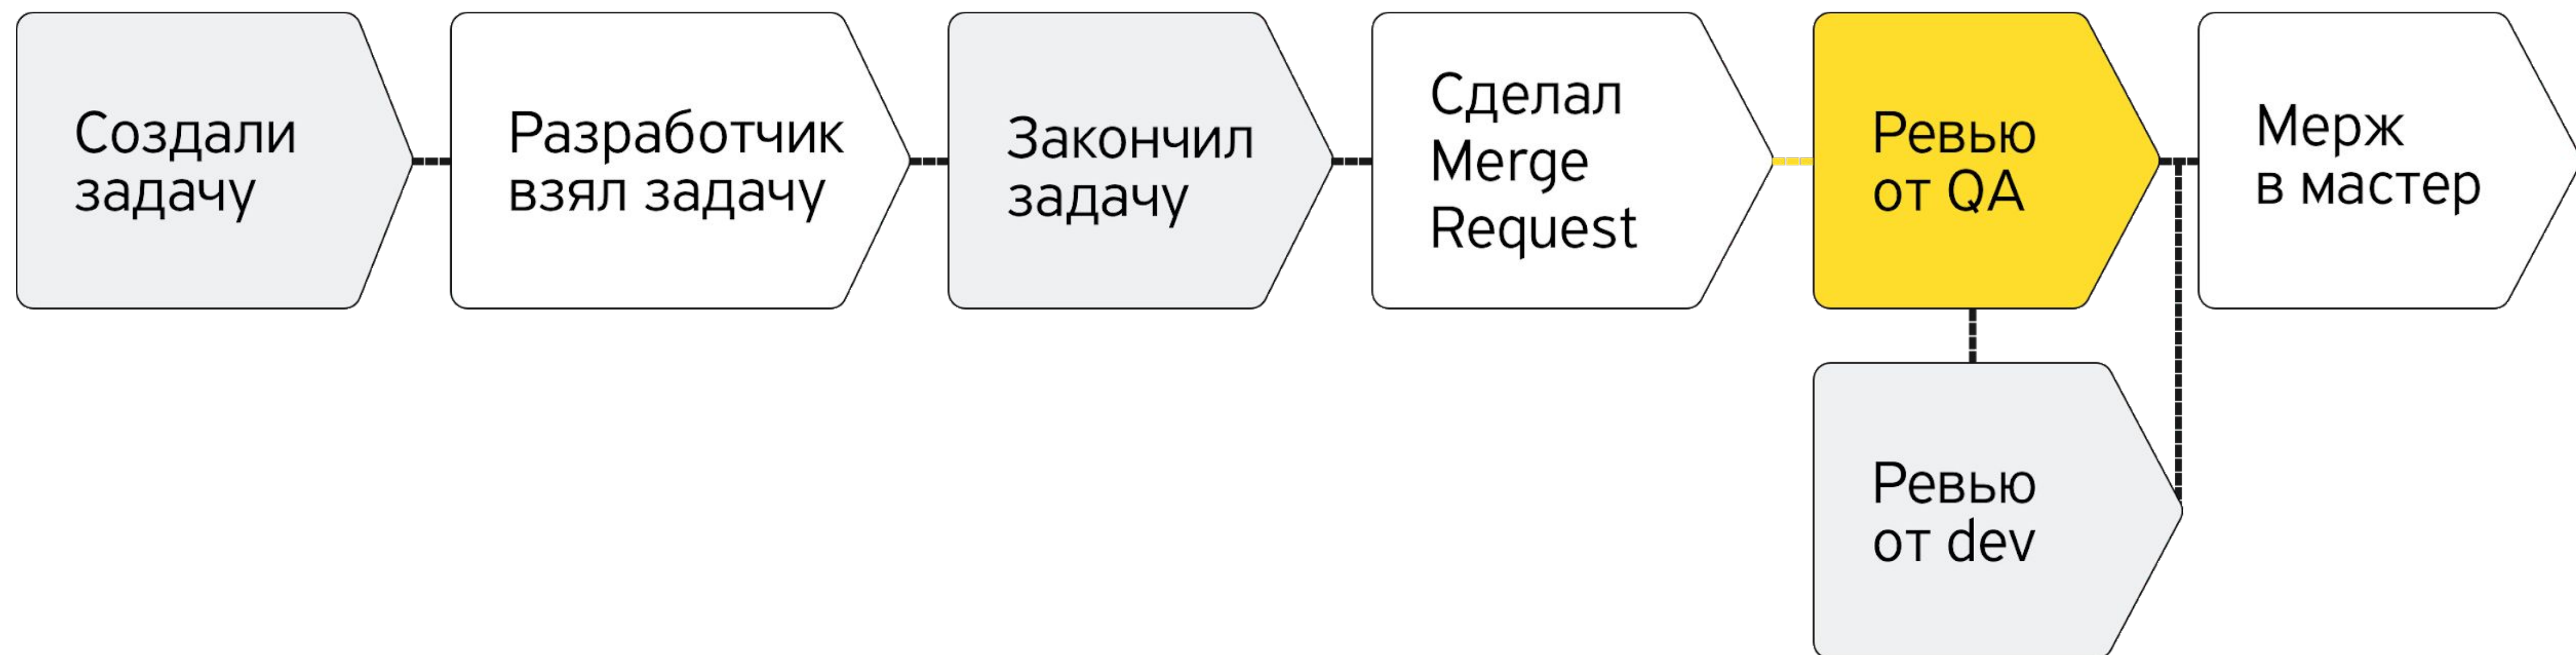 Создали
задачу
Разработчик
взял задачу
Закончил
задачу
Сделал
Merge
Request
Ревью
от QA
Мерж
в мастер
Ревью
от dev